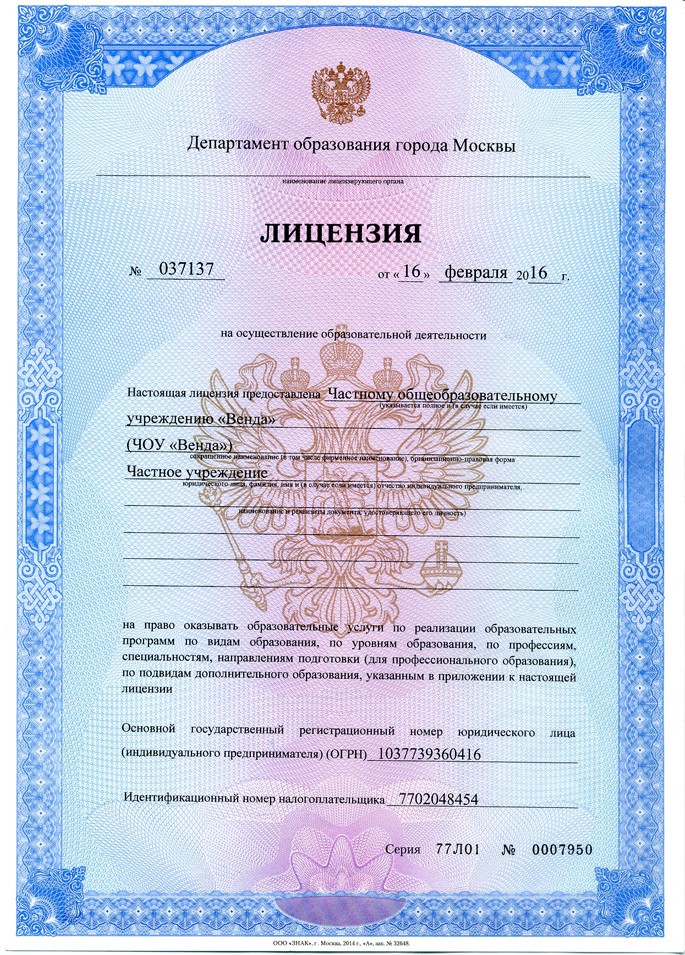 Департамент образования города Москвы
наименование лицензирующего органа
ЛИЦЕНЗИЯ
№ 037137 от « 16 » февраля 2016 г.
на осуществление образовательной деятельности
Настоящая лицензия предоставлена Частному общеобразовательному
(указывается полное и (в случае если имеется)
учреждению «Венда»
(ЧОУ «Венда»)
сокращенное наименование (в том числе фирменное наименование), организационно-правовая форма
Частное учреждение
юридического лица, фамилия, имя и (в случае если имеется) отчество индивидуального предпринимателя,
наименование и реквизиты документа, удостоверяющего его личность)
на право оказывать образовательные услуги по реализации образовательных
программ по видам образования, по уровням образования, по профессиям,
специальностям, направлениям подготовки (для профессионального образования),
по подвидам дополнительного образования, указанным в приложении к настоящей
лицензии
Основной государственный регистрационный номер юридического лица
(индивидуального предпринимателя) (ОГРН) 1037739360416
Идентификационный номер налогоплательщика 7702048454
Серия 77Л01 № 0007950
ООО «ЗНАК», г. Москва, 2014 г., «А», зак. № 32648.